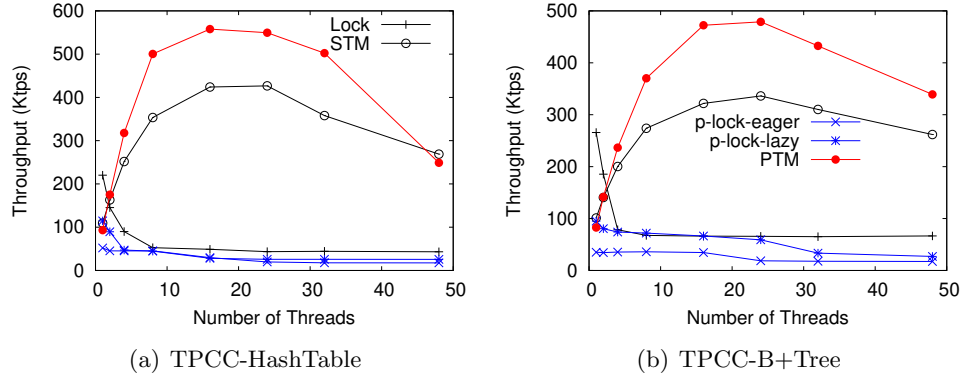 Throughput (Ktps)
600
500
400
300
200
100
0
Lock
STM
0 10 20 30 40 50
Number of Threads
(a) TPCC-HashTable
Throughput (Ktps)
500
400
300
200
100
0
p-lock-eager
p-lock-lazy
PTM
0 10 20 30 40 50
Number of Threads
(b) TPCC-B+Tree